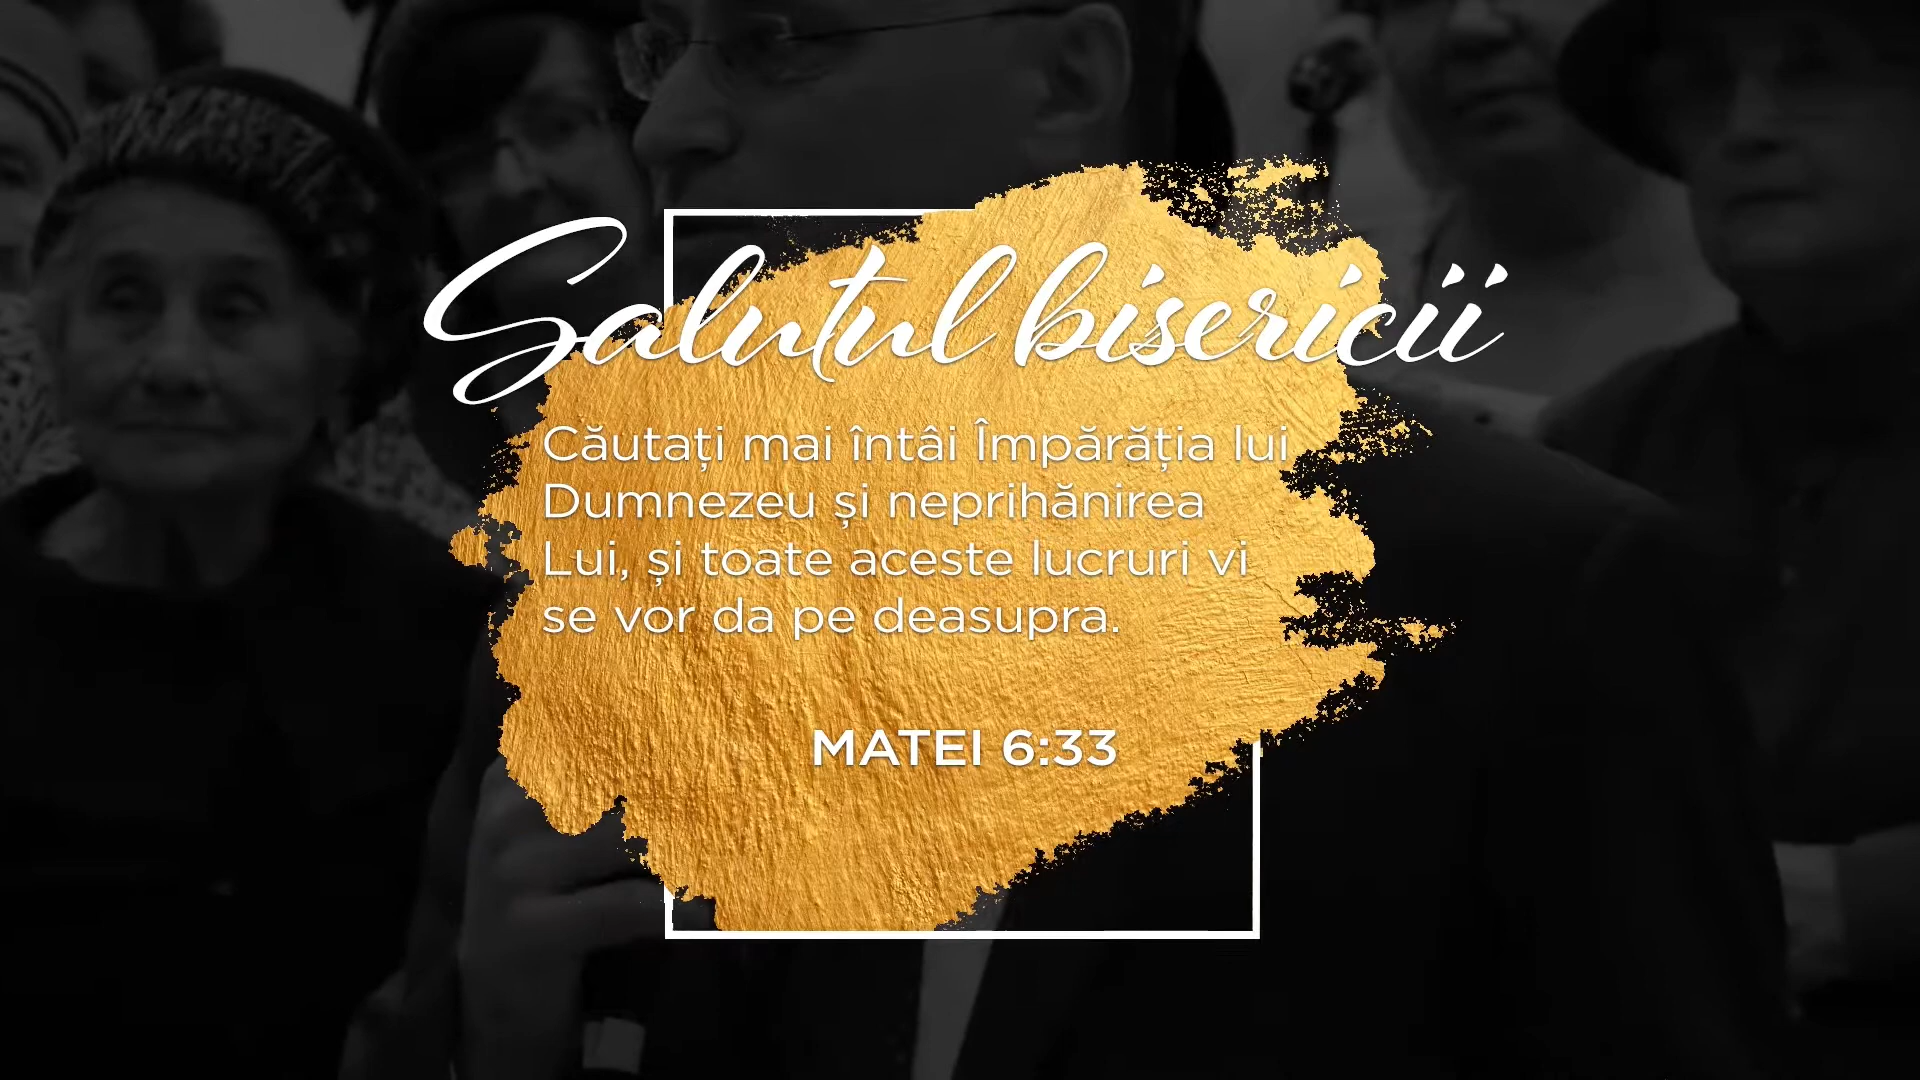 Salutul bisericii
Căutați mai întâi Împărăția lui
Dumnezeu și neprihănirea
Lui, și toate aceste lucruri vi
se vor da pe deasupra.
MATEI 6:33